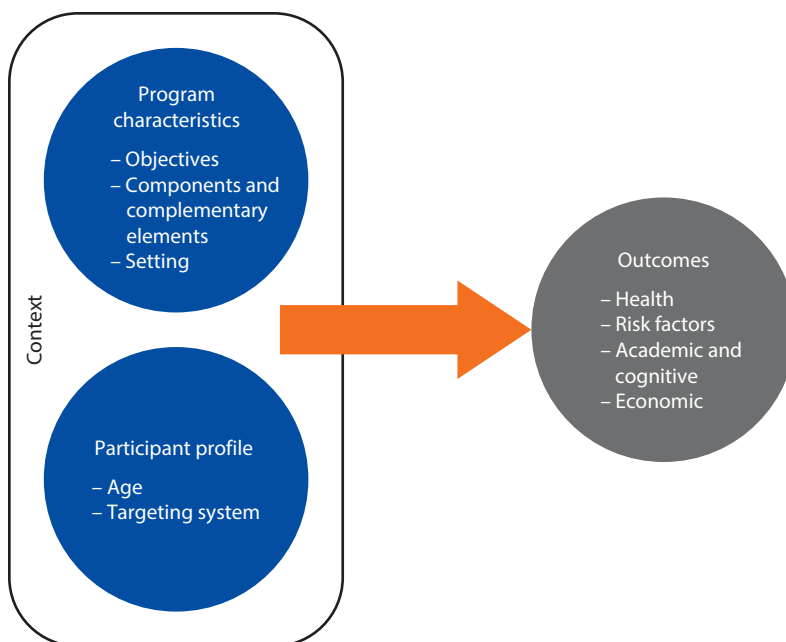 Context
Program
characteristics
– Objectives
– Components and
complementary
elements
– Setting
Participant profile
– Age
– Targeting system
Outcomes
– Health
– Risk factors
– Academic and
cognitive
– Economic